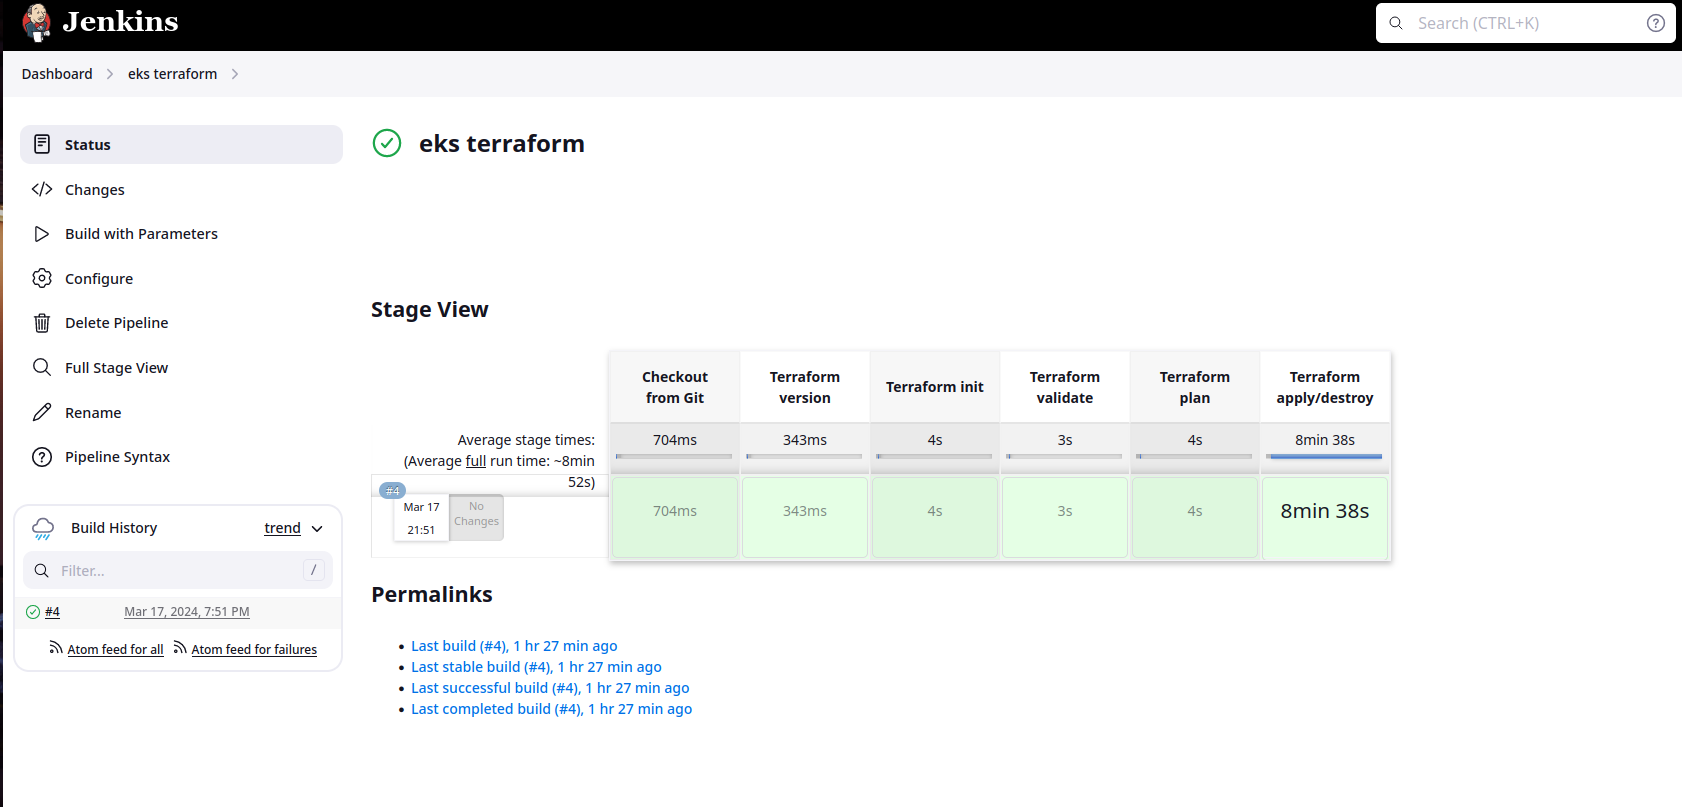 Jenkins
Search (CTRL+K)
Dashboard
eks terraform
Status
Changes
Build with Parameters
Configure
Delete Pipeline
Full Stage View
Rename
Pipeline Syntax
Build History
trend
Filter...
/
#4
Mar 17, 2024, 7:51 PM
Atom feed for all
Atom feed for failures
eks terraform
Stage View
Checkout
from Git
Terraform
version
Terraform init
Terraform
validate
Terraform
plan
Terraform
apply/destroy
Average stage times:
(Average full run time: ~8min
52s)
704ms
343ms
4s
3s
4s
8min 38s
#4
Mar 17
21:51
No
Changes
704ms
343ms
4s
3s
4s
8min 38s
Permalinks
Last build (#4), 1 hr 27 min ago
Last stable build (#4), 1 hr 27 min ago
Last successful build (#4), 1 hr 27 min ago
Last completed build (#4), 1 hr 27 min ago